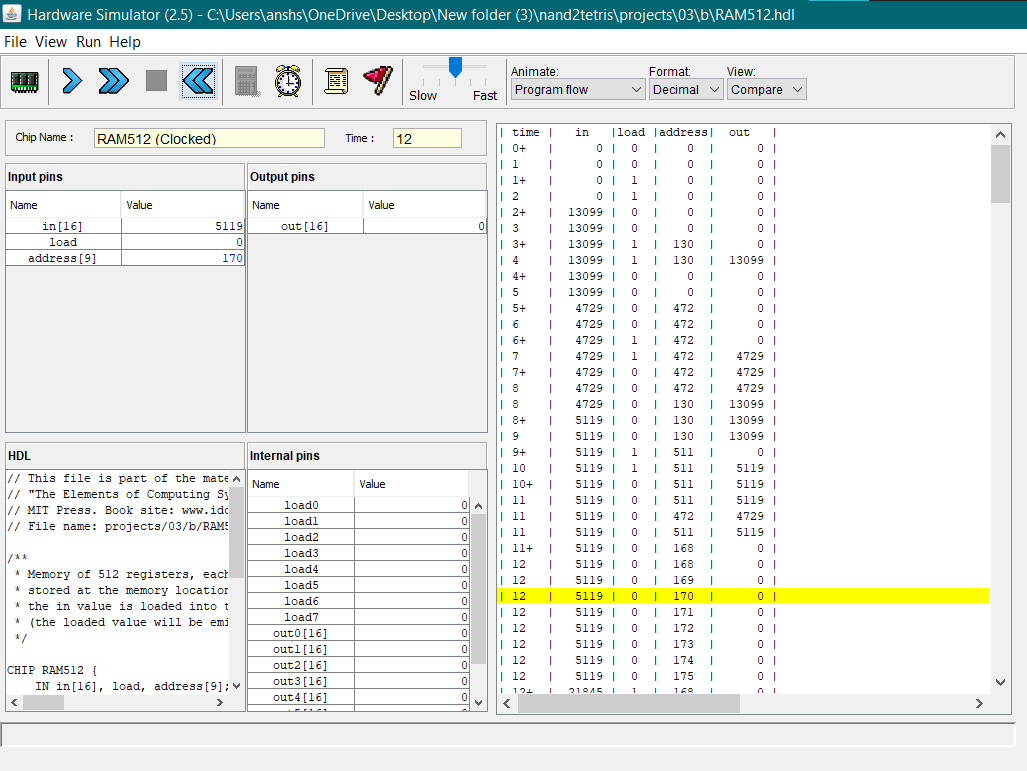 Hardware Simulator (2.5) - C:\Users\anshs\OneDrive\Desktop\New folder (3)\nand2tetris\projects\03\b\RAM512.hdl
File View Run Help
Slow Fast
Animate: Format: View:
Program flow Decimal Compare
Chip Name : RAM512 (Clocked) Time : 12
Input pins
Name Value
in[16] 5119
load 0
address[9] 170
Output pins
Name Value
out[16] 0
HDL
// This file is part of the mate
// "The Elements of Computing Sy
// MIT Press. Book site: www.idc
// File name: projects/03/b/RAM5
/**
* Memory of 512 registers, each
* stored at the memory location
* the in value is loaded into t
* (the loaded value will be emi
*/
CHIP RAM512 {
IN in[16], load, address[9];
Internal pins
Name Value
load0 0
load1 0
load2 0
load3 0
load4 0
load5 0
load6 0
load7 0
out0[16] 0
out1[16] 0
out2[16] 0
out3[16] 0
out4[16] 0
| time | in |load |address| out |
| 0+ | 0 | 0 | 0 | 0 |
| 1 | 0 | 0 | 0 | 0 |
| 1+ | 0 | 1 | 0 | 0 |
| 2 | 0 | 1 | 0 | 0 |
| 2+ | 13099 | 0 | 0 | 0 |
| 3 | 13099 | 0 | 0 | 0 |
| 3+ | 13099 | 1 | 130 | 0 |
| 4 | 13099 | 1 | 130 | 13099 |
| 4+ | 13099 | 0 | 0 | 0 |
| 5 | 13099 | 0 | 0 | 0 |
| 5+ | 4729 | 0 | 472 | 0 |
| 6 | 4729 | 0 | 472 | 0 |
| 6+ | 4729 | 1 | 472 | 0 |
| 7 | 4729 | 1 | 472 | 4729 |
| 7+ | 4729 | 0 | 472 | 4729 |
| 8 | 4729 | 0 | 472 | 4729 |
| 8 | 4729 | 0 | 130 | 13099 |
| 8+ | 5119 | 0 | 130 | 13099 |
| 9 | 5119 | 0 | 130 | 13099 |
| 9+ | 5119 | 1 | 511 | 0 |
| 10 | 5119 | 1 | 511 | 5119 |
| 10+ | 5119 | 0 | 511 | 5119 |
| 11 | 5119 | 0 | 511 | 5119 |
| 11 | 5119 | 0 | 472 | 4729 |
| 11 | 5119 | 0 | 511 | 5119 |
| 11+ | 5119 | 0 | 168 | 0 |
| 12 | 5119 | 0 | 168 | 0 |
| 12 | 5119 | 0 | 169 | 0 |
| 12 | 5119 | 0 | 170 | 0 |
| 12 | 5119 | 0 | 171 | 0 |
| 12 | 5119 | 0 | 172 | 0 |
| 12 | 5119 | 0 | 173 | 0 |
| 12 | 5119 | 0 | 174 | 0 |
| 12 | 5119 | 0 | 175 | 0 |
| 12+ | 21845 | 1 | 168 | 0 |